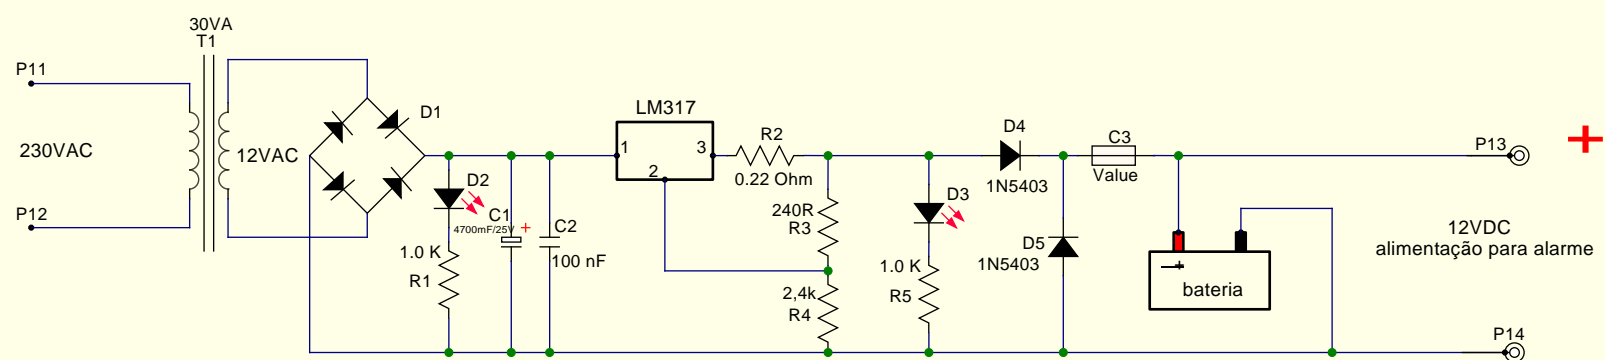 30VA
T1
P11
230VAC
P12
12VAC
D1
D2
C1
4700mF/25V +
1.0 K
R1
C2
100 nF
LM317
1
2
3
R2
0.22 Ohm
240R
R3
2,4k
R4
D3
1.0 K
R5
D4
1N5403
D5
1N5403
C3
Value
bateria
P13
+
12VDC
alimentação para alarme
P14